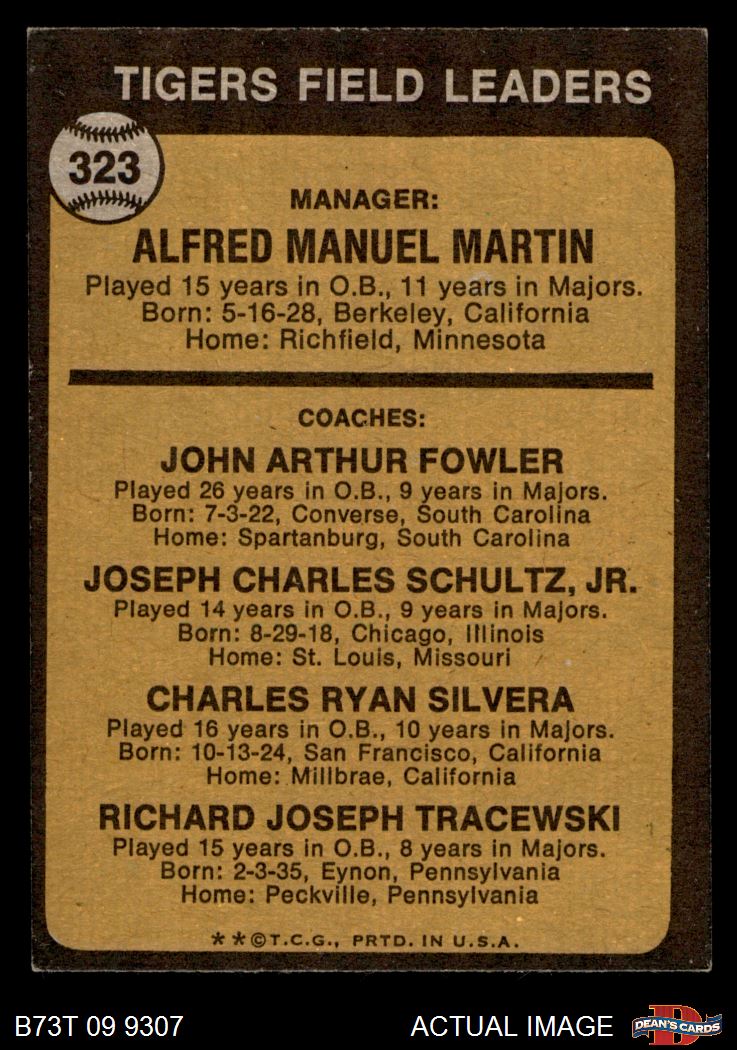 TIGERS FIELD LEADERS
323
MANAGER:
ALFRED MANUEL MARTIN
Played 15 years in O.B., 11 years in Majors.
Born: 5-16-28, Berkeley, California
Home: Richfield, Minnesota
COACHES:
JOHN ARTHUR FOWLER
Played 26 years in O.B., 9 years in Majors.
Born: 7-3-22, Converse, South Carolina
Home: Spartanburg, South Carolina
JOSEPH CHARLES SCHULTZ, JR.
Played 14 years in O.B., 9 years in Majors.
Born: 8-29-18, Chicago, Illinois
Home: St. Louis, Missouri
CHARLES RYAN SILVERA
Played 16 years in O.B., 10 years in Majors.
Born: 10-13-24, San Francisco, California
Home: Millbrae, California
RICHARD JOSEPH TRACEWSKI
Played 15 years in O.B., 8 years in Majors.
Born: 2-3-35, Eynon, Pennsylvania
Home: Peckville, Pennsylvania
**©T.C.G., PRTD. IN U.S.A.
B73T 09 9307 ACTUAL IMAGE D DEAN'S CARDS